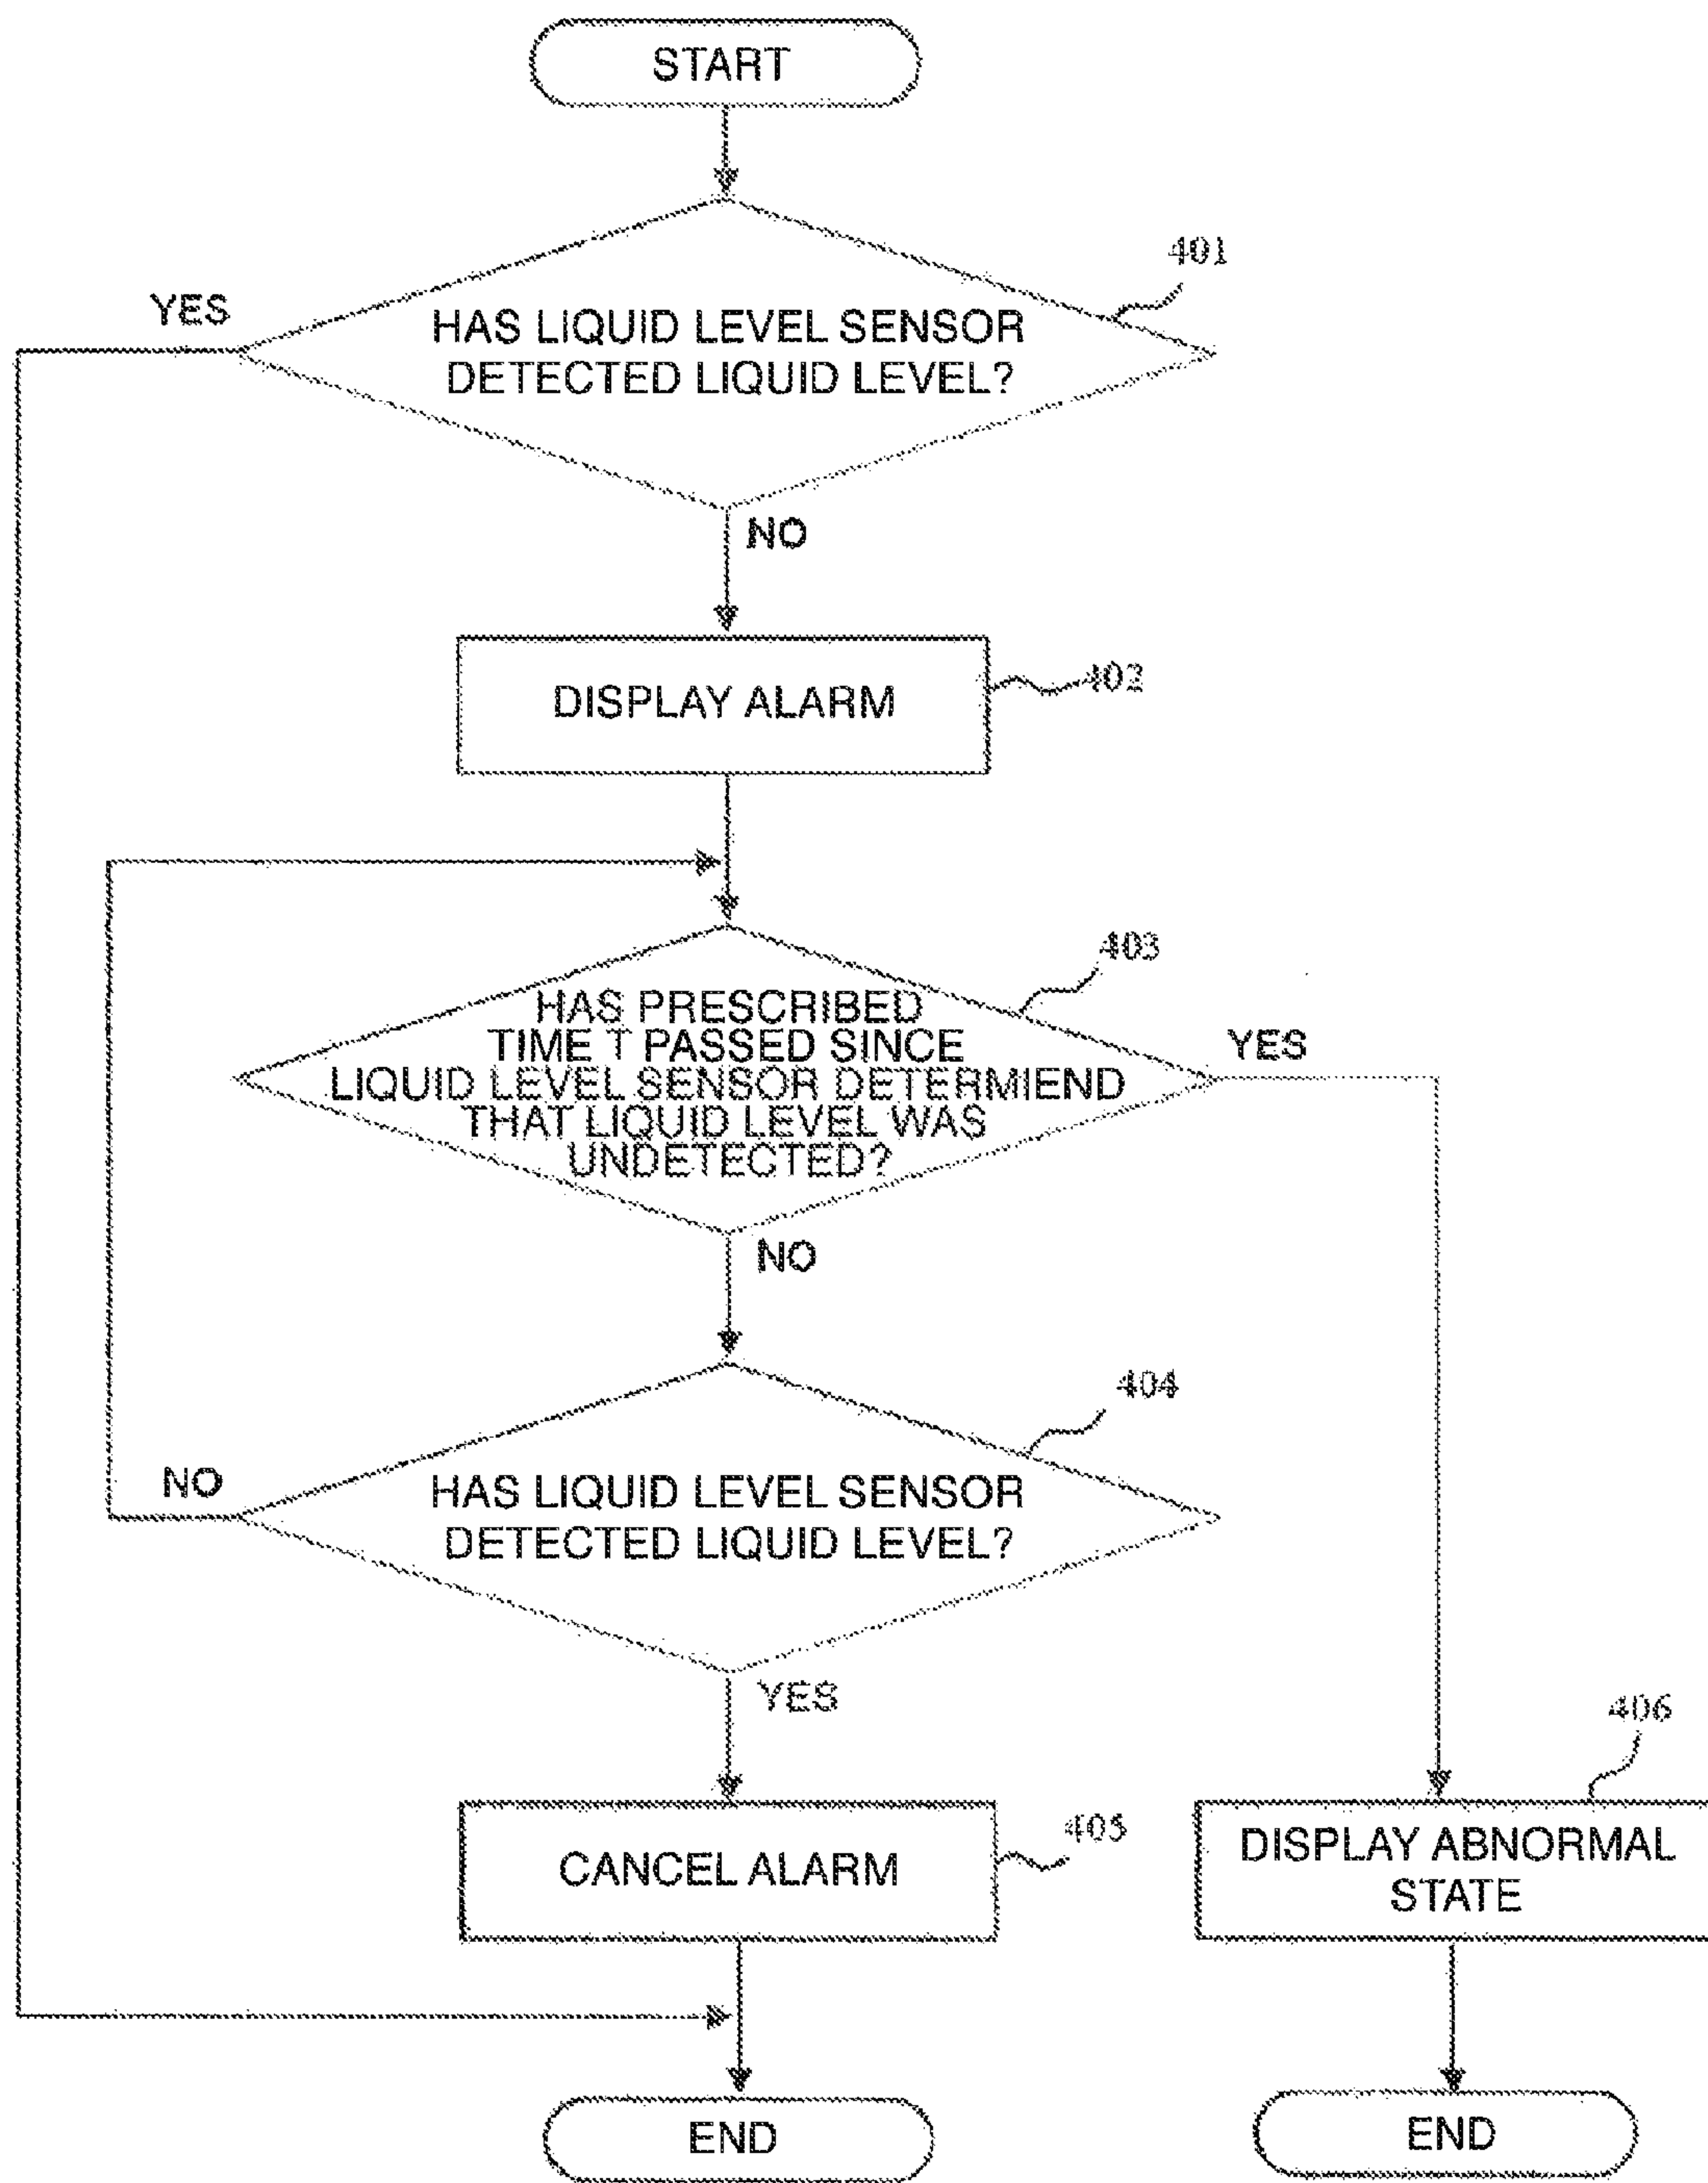 START
401
YES
HAS LIQUID LEVEL SENSOR
DETECTED LIQUID LEVEL?
NO
DISPLAY ALARM
402
403
HAS PRESCRIBED
TIME T PASSED SINCE
LIQUID LEVEL SENSOR DETERMIEND
THAT LIQUID LEVEL WAS
UNDETECTED?
YES
NO
404
NO
HAS LIQUID LEVEL SENSOR
DETECTED LIQUID LEVEL?
YES
406
CANCEL ALARM
405
DISPLAY ABNORMAL
STATE
END
END